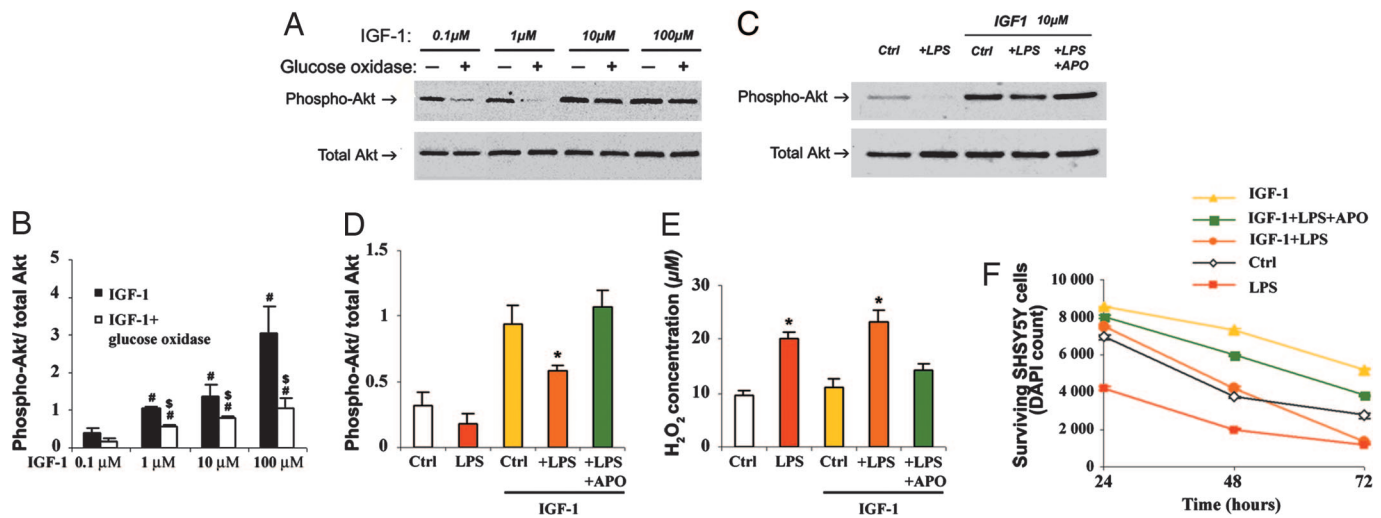 A
IGF-1: 0.1µM 1µM 10µM 100µM
Glucose oxidase: — + — + — + — +
Phospho-Akt →
Total Akt →
C
IGF1 10µM
Ctrl +LPS Ctrl +LPS +LPS
+APO
Phospho-Akt →
Total Akt →
B
Phospho-Akt/ total Akt
5
4
3
2
1
0
IGF-1
IGF-1+
glucose oxidase
# # $ # # $ # # $ #
IGF-1 0.1 µM 1 µM 10 µM 100 µM
D
Phospho-Akt/ total Akt
1.5
1
0.5
0
*
Ctrl LPS Ctrl +LPS +LPS
+APO
IGF-1
E
H₂O₂ concentration (µM)
30
20
10
0
* *
Ctrl LPS Ctrl +LPS +LPS
+APO
IGF-1
F
IGF-1
IGF-1+LPS+APO
IGF-1+LPS
Ctrl
LPS
Surviving SHSY5Y cells
(DAPI count)
10 000
8 000
6 000
4 000
2 000
0
24 48 72
Time (hours)